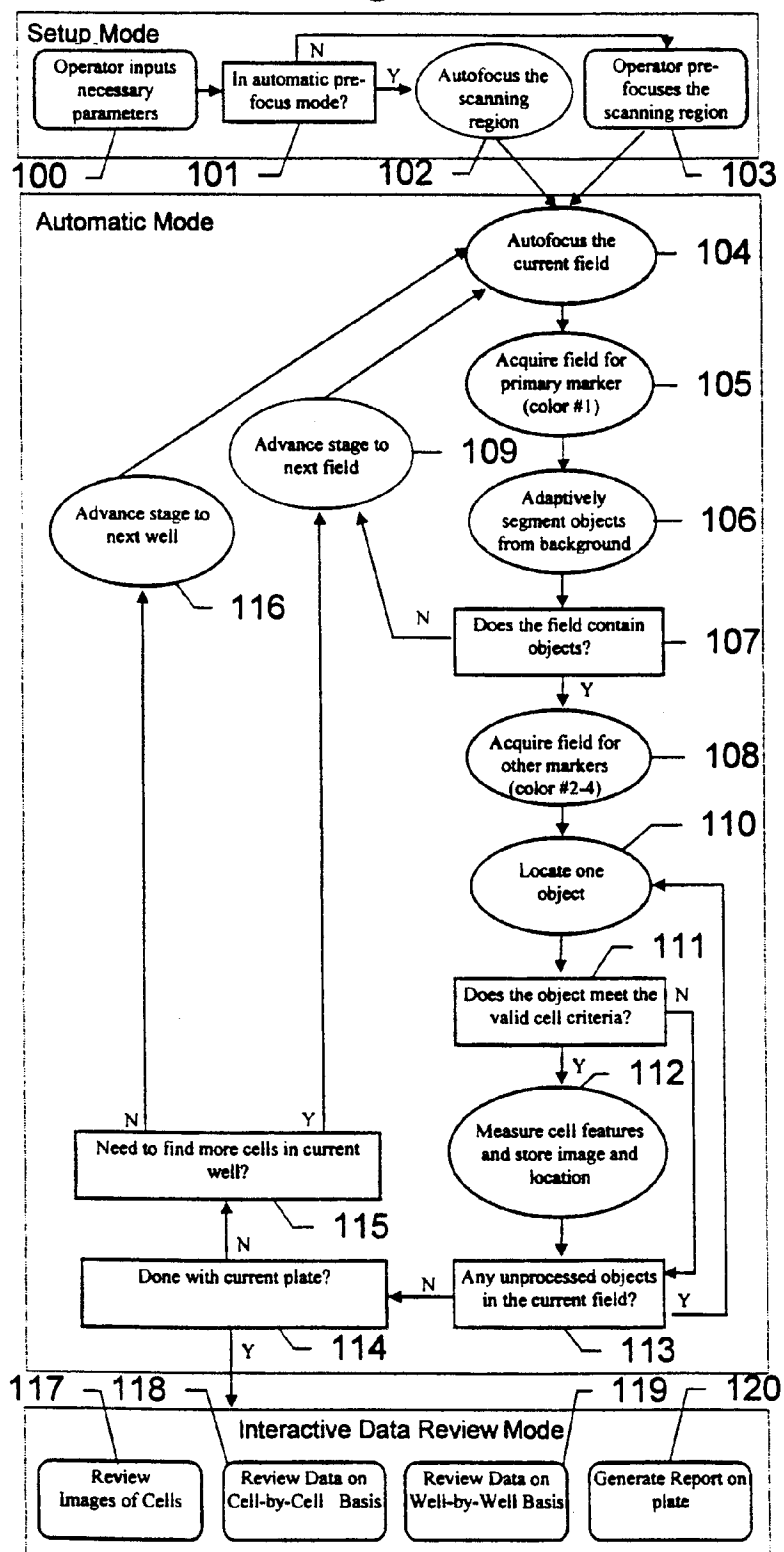 Setup Mode
Operator inputs
necessary
parameters
In automatic pre-
focus mode?
N
Y
Autofocus the
scanning
region
Operator pre-
focuses the
scanning region
100
101
102
103
Automatic Mode
Autofocus the
current field
104
Acquire field for
primary marker
(color #1)
105
Advance stage to
next field
109
Adaptively
segment objects
from background
106
Advance stage to
next well
116
N
Does the field contain
objects?
107
Y
Acquire field for
other markers
(color #2-4)
108
110
Locate one
object
111
Does the object meet the
valid cell criteria?
N
Y
112
Measure cell features
and store image and
location
N
Y
Need to find more cells in current
well?
115
N
Done with current plate?
N
Any unprocessed objects
in the current field?
Y
114
113
Y
117
118
119
120
Interactive Data Review Mode
Review
Images of Cells
Review Data on
Cell-by-Cell Basis
Review Data on
Well-by-Well Basis
Generate Report on
plate